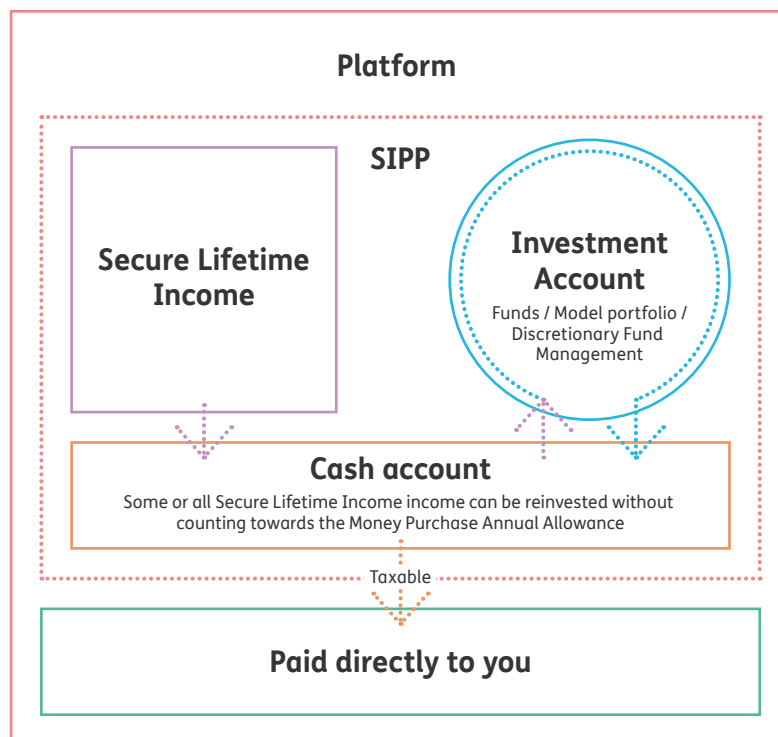 Platform
SIPP
Secure Lifetime
Income
Investment
Account
Funds / Model portfolio /
Discretionary Fund
Management
Cash account
Some or all Secure Lifetime Income income can be reinvested without
counting towards the Money Purchase Annual Allowance
Taxable
Paid directly to you